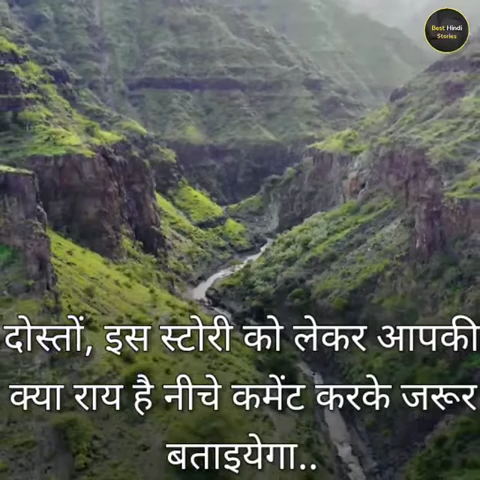 Best Hindi
Stories
दोस्तों, इस स्टोरी को लेकर आपकी
क्या राय है नीचे कमेंट करके जरूर
बताइयेगा..